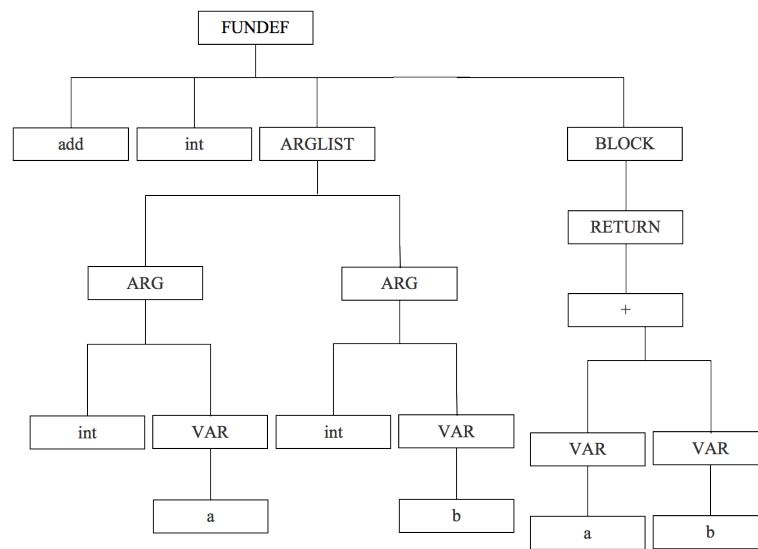 FUNDEF
add
int
ARGLIST
BLOCK
RETURN
ARG
ARG
+
int
VAR
int
VAR
VAR
VAR
a
b
a
b